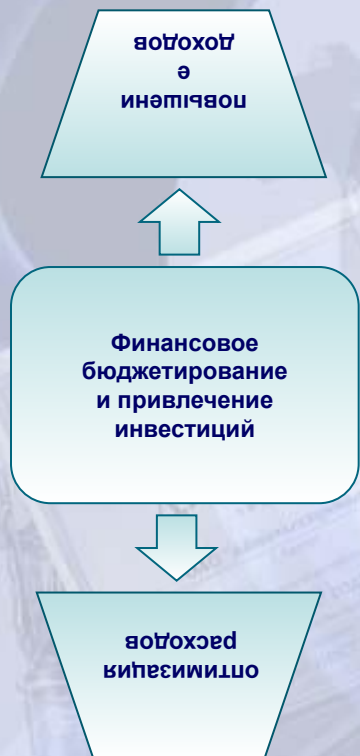 повышени
е
доходов
Финансовое
бюджетирование
и привлечение
инвестиций
оптимизация
расходов